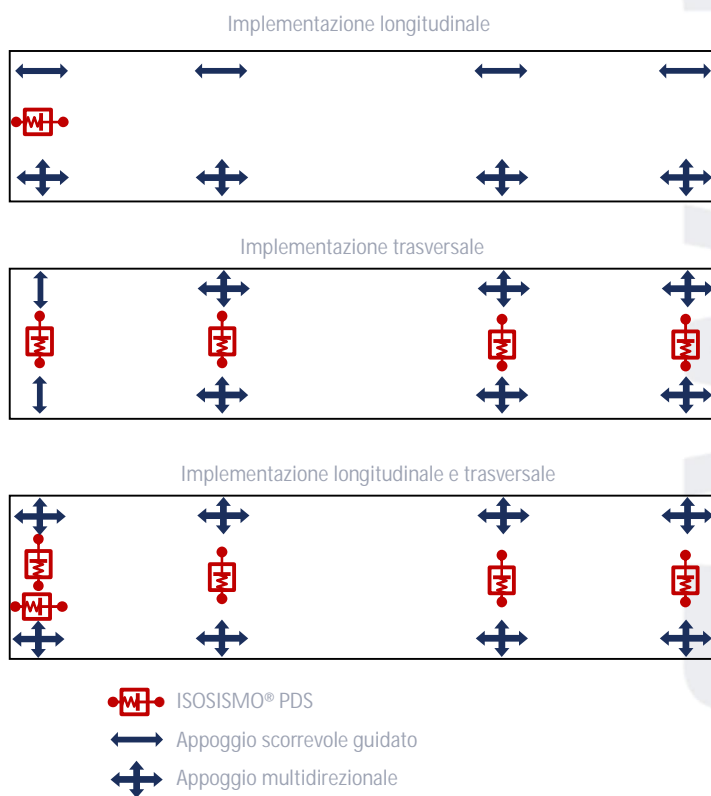 Implementazione longitudinale
Implementazione trasversale
Implementazione longitudinale e trasversale
ISOSISMO® PDS
Appoggio scorrevole guidato
Appoggio multidirezionale